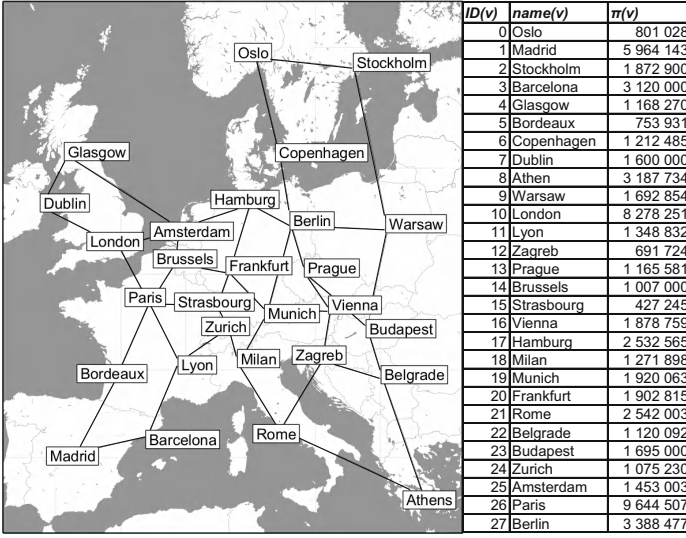 Oslo
Stockholm
Copenhagen
Glasgow
Dublin
Hamburg
Berlin
Warsaw
Amsterdam
London
Brussels
Frankfurt
Prague
Paris
Strasbourg
Munich
Vienna
Zurich
Budapest
Lyon
Milan
Zagreb
Bordeaux
Belgrade
Madrid
Barcelona
Rome
Athens
ID(v) name(v) π(v)
0 Oslo 801 028
1 Madrid 5 964 143
2 Stockholm 1 872 900
3 Barcelona 3 120 000
4 Glasgow 1 168 270
5 Bordeaux 753 931
6 Copenhagen 1 212 485
7 Dublin 1 600 000
8 Athen 3 187 734
9 Warsaw 1 692 854
10 London 8 278 251
11 Lyon 1 348 832
12 Zagreb 691 724
13 Prague 1 165 581
14 Brussels 1 007 000
15 Strasbourg 427 245
16 Vienna 1 878 759
17 Hamburg 2 532 565
18 Milan 1 271 898
19 Munich 1 920 063
20 Frankfurt 1 902 815
21 Rome 2 542 003
22 Belgrade 1 120 092
23 Budapest 1 695 000
24 Zurich 1 075 230
25 Amsterdam 1 453 003
26 Paris 9 644 507
27 Berlin 3 388 477